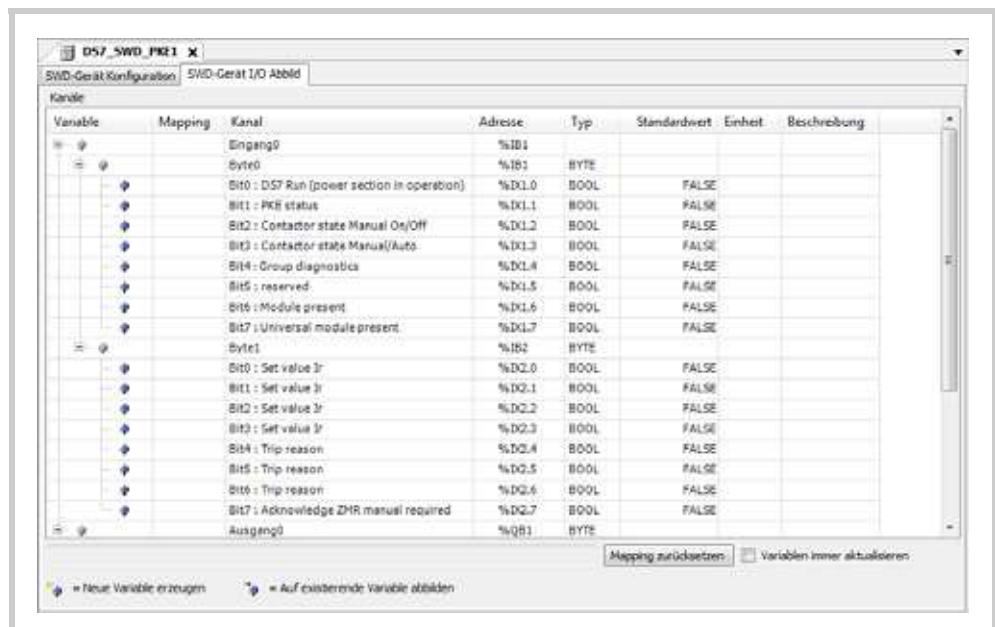 DS7_SWD_PKE1 X
SWD-Gerät Konfiguration SWD-Gerät I/O Abbild
Kanäle
Variable Mapping Kanal Adresse Typ Standardwert Einheit Beschreibung
Eingang0 %IB1
Byte0 %IB1 BYTE
Bit0 : DS7 Run (power section in operation) %IX1.0 BOOL FALSE
Bit1 : PKE status %IX1.1 BOOL FALSE
Bit2 : Contactor state Manual On/Off %IX1.2 BOOL FALSE
Bit3 : Contactor state Manual/Auto %IX1.3 BOOL FALSE
Bit4 : Group diagnostics %IX1.4 BOOL FALSE
Bit5 : reserved %IX1.5 BOOL FALSE
Bit6 : Module present %IX1.6 BOOL FALSE
Bit7 : Universal module present %IX1.7 BOOL FALSE
Byte1 %IB2 BYTE
Bit0 : Set value Ir %IX2.0 BOOL FALSE
Bit1 : Set value Ir %IX2.1 BOOL FALSE
Bit2 : Set value Ir %IX2.2 BOOL FALSE
Bit3 : Set value Ir %IX2.3 BOOL FALSE
Bit4 : Trip reason %IX2.4 BOOL FALSE
Bit5 : Trip reason %IX2.5 BOOL FALSE
Bit6 : Trip reason %IX2.6 BOOL FALSE
Bit7 : Acknowledge ZMR manual required %IX2.7 BOOL FALSE
Ausgang0 %QB1 BYTE
Mapping zurücksetzen Variablen immer aktualisieren
= Neue Variable erzeugen = Auf existierende Variable abbilden